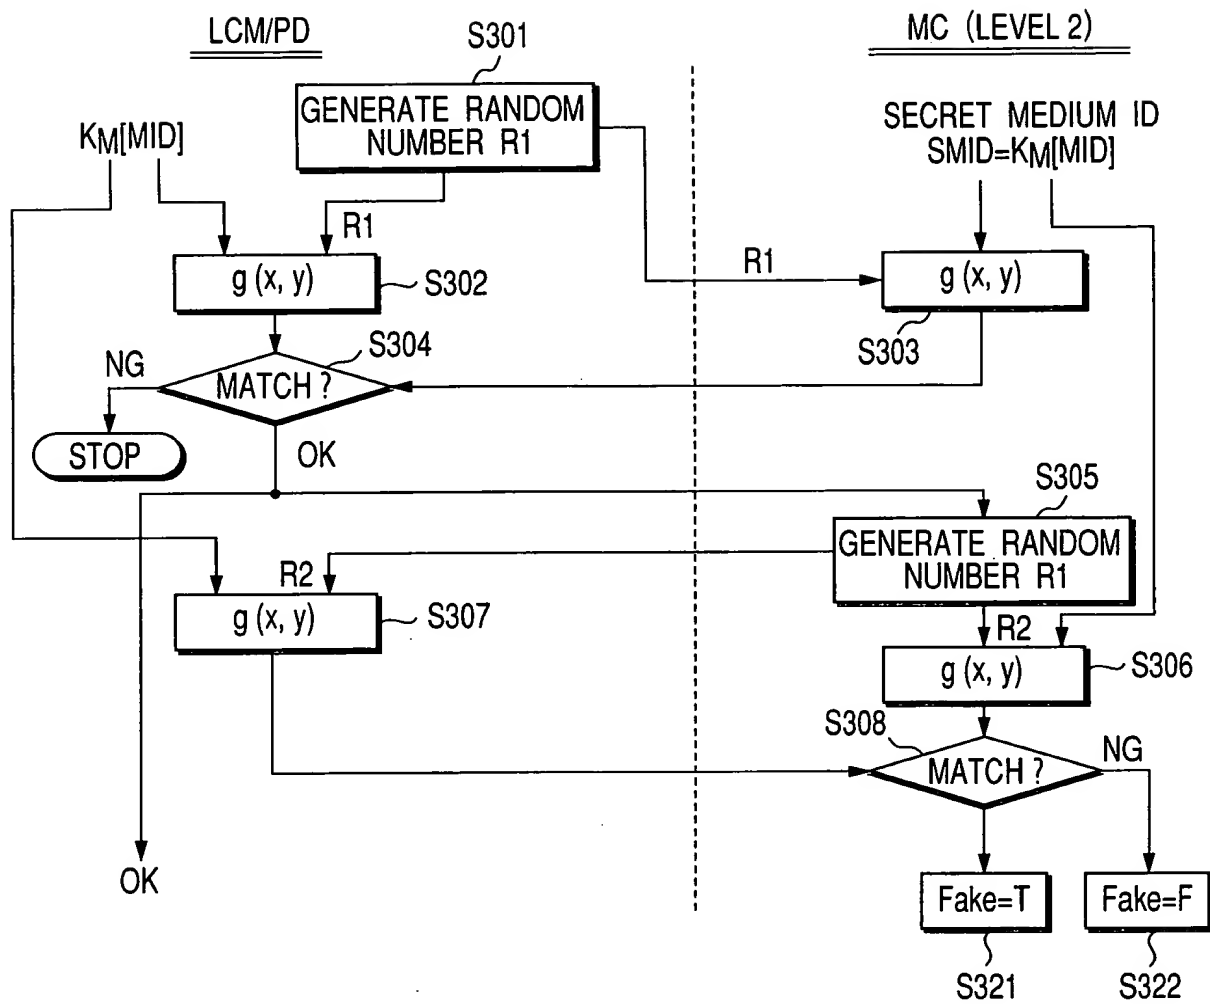 LCM/PD
MC (LEVEL 2)
S301
GENERATE RANDOM
NUMBER R1
KM[MID]
SECRET MEDIUM ID
SMID=KM[MID]
R1
g (x, y)
S302
R1
g (x, y)
S303
S304
NG
MATCH ?
STOP
OK
S305
GENERATE RANDOM
NUMBER R1
R2
g (x, y)
S307
R2
g (x, y)
S306
S308
MATCH ?
NG
OK
Fake=T
Fake=F
S321
S322